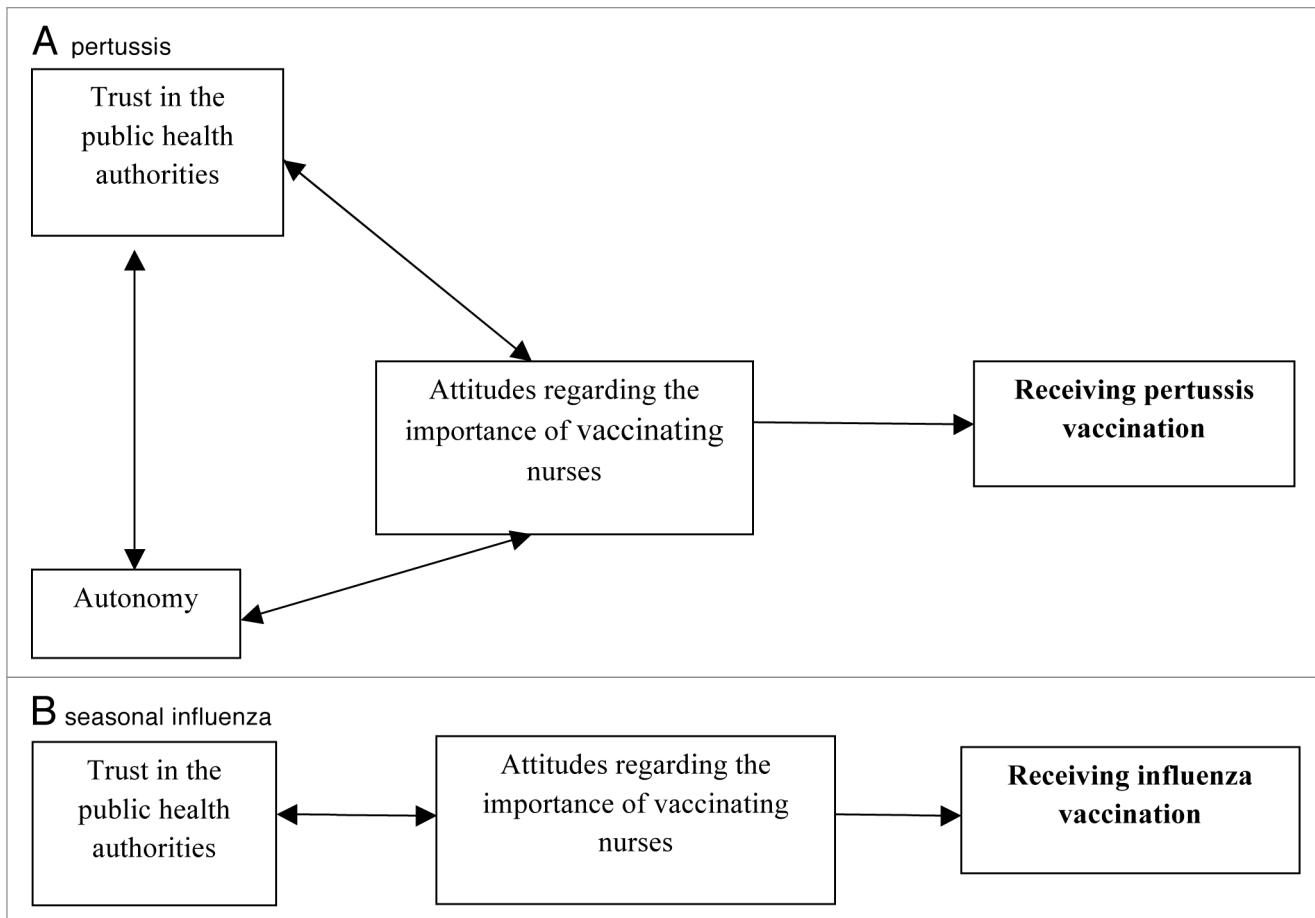 A pertussis
Trust in the
public health
authorities
Attitudes regarding the
importance of vaccinating
nurses
Receiving pertussis
vaccination
Autonomy
B seasonal influenza
Trust in the
public health
authorities
Attitudes regarding the
importance of vaccinating
nurses
Receiving influenza
vaccination